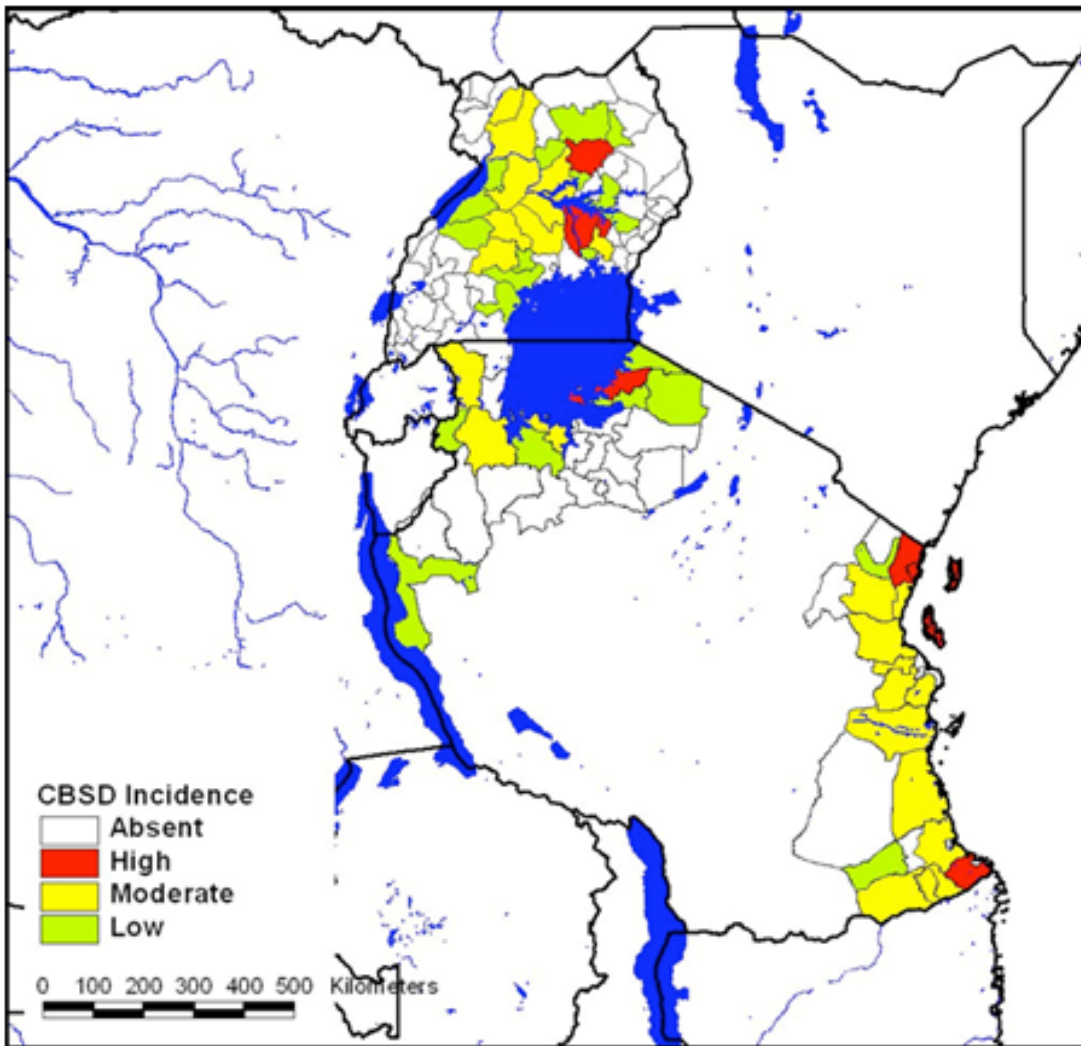 CBSD Incidence
Absent
High
Moderate
Low
0 100 200 300 400 500 Kilometers